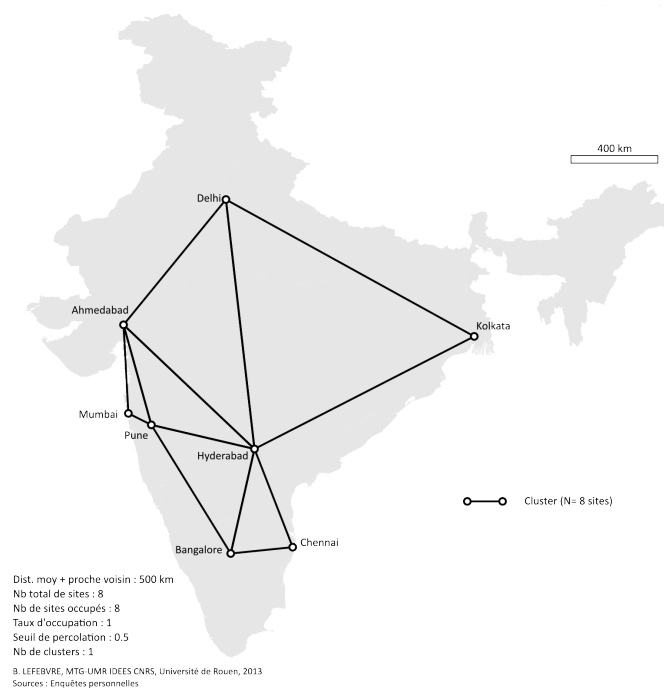 400 km
Delhi
Ahmedabad
Kolkata
Mumbai
Pune
Hyderabad
Cluster (N= 8 sites)
Bangalore
Chennai
Dist. moy + proche voisin : 500 km
Nb total de sites : 8
Nb de sites occupés : 8
Taux d'occupation : 1
Seuil de percolation : 0.5
Nb de clusters : 1
B. LEFEBVRE, MTG-UMR IDEES CNRS, Université de Rouen, 2013
Sources : Enquêtes personnelles